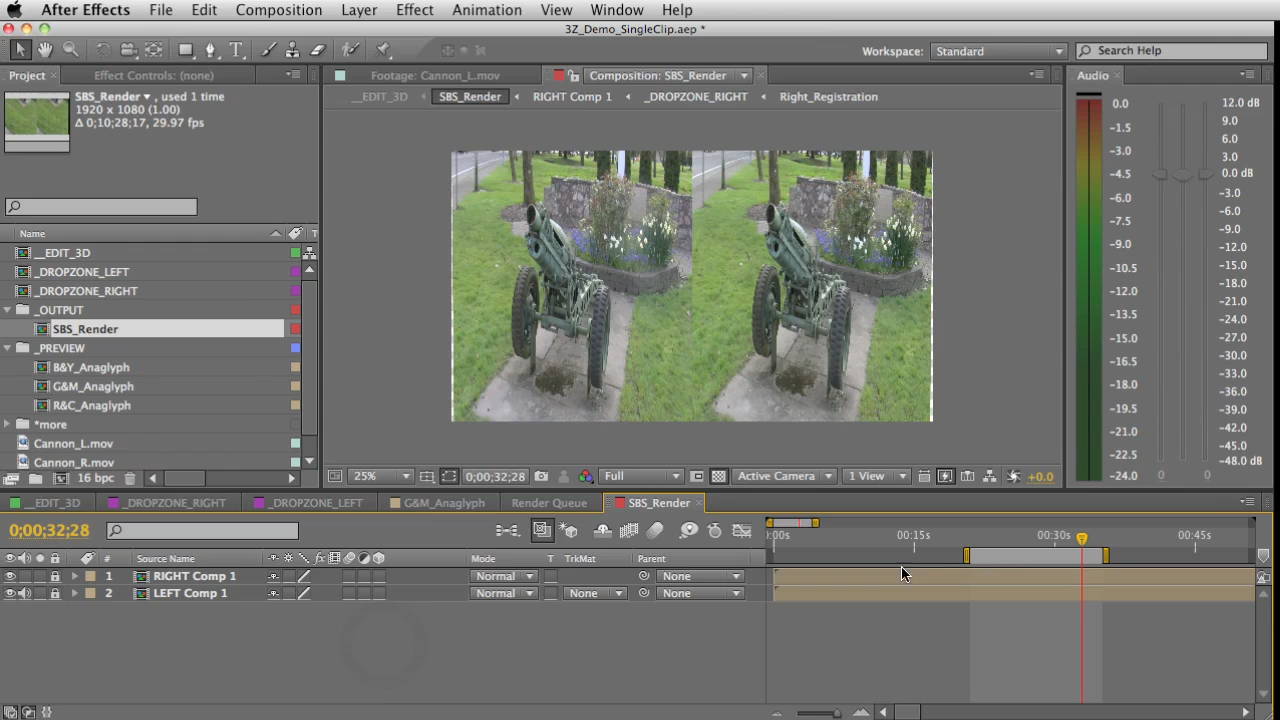 After Effects File Edit Composition Layer Effect Animation View Window Help
3Z_Demo_SingleClip.aep *
T Workspace: Standard Search Help
Project Effect Controls: (none) Footage: Cannon_L.mov Composition: SBS_Render Audio
SBS_Render ▾, used 1 time
1920 x 1080 (1.00)
Δ 0;10;28;17, 29.97 fps
__EDIT_3D SBS_Render RIGHT Comp 1 _DROPZONE_RIGHT Right_Registration
Name T
__EDIT_3D
_DROPZONE_LEFT
_DROPZONE_RIGHT
_OUTPUT
SBS_Render
_PREVIEW
B&Y_Anaglyph
G&M_Anaglyph
R&C_Anaglyph
*more
Cannon_L.mov
Cannon_R.mov
16 bpc
25% 0;00;32;28 Full Active Camera 1 View +0.0
0.0
-1.5
-3.0
-4.5
-6.0
-7.5
-9.0
-10.5
-12.0
-13.5
-15.0
-16.5
-18.0
-19.5
-21.0
-22.5
-24.0
0 0
12.0 dB
9.0
6.0
3.0
0.0 dB
-3.0
-6.0
-9.0
-12.0
-15.0
-18.0
-21.0
-24.0
-27.0
-30.0
-33.0
-36.0
-39.0
-42.0
-45.0
-48.0 dB
__EDIT_3D _DROPZONE_RIGHT _DROPZONE_LEFT G&M_Anaglyph Render Queue SBS_Render
0;00;32;28
:00s 00:15s 00:30s 00:45s
# Source Name fx Mode T TrkMat Parent
1 RIGHT Comp 1 Normal None
2 LEFT Comp 1 Normal None None